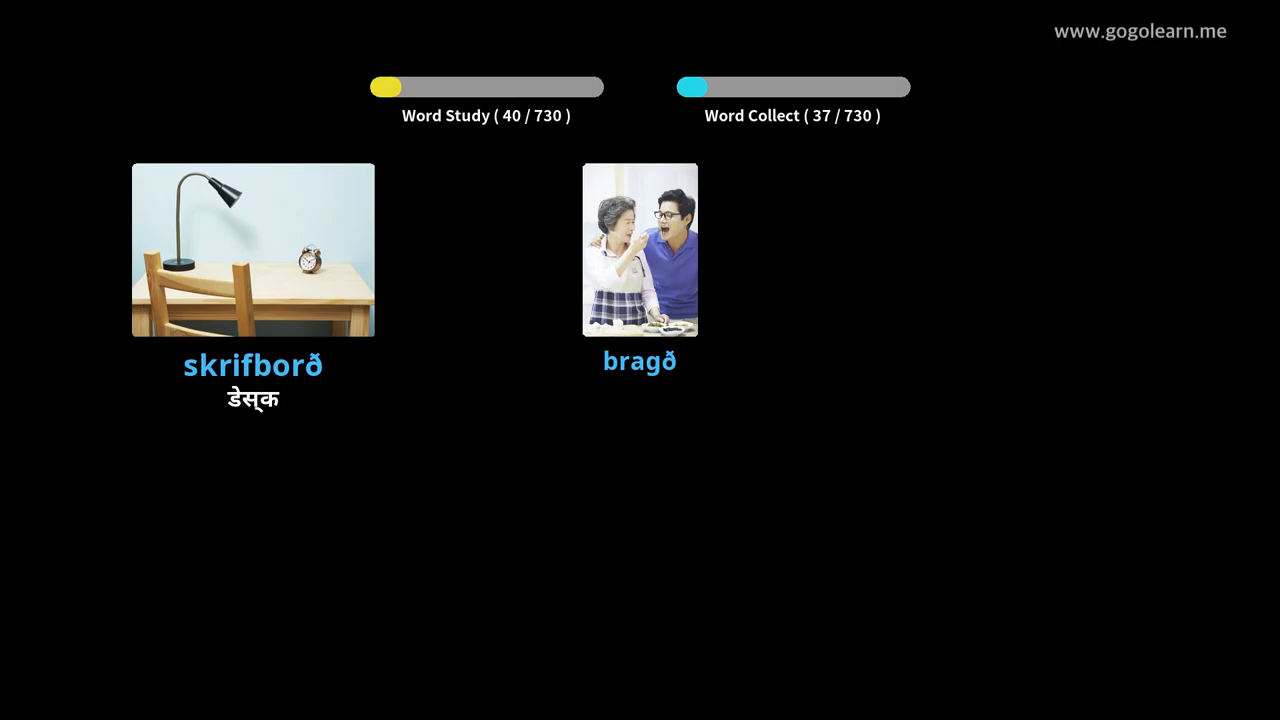 www.gogolearn.me
Word Study ( 40 / 730 )
Word Collect ( 37 / 730 )
skrifborð
डेस्क
bragð